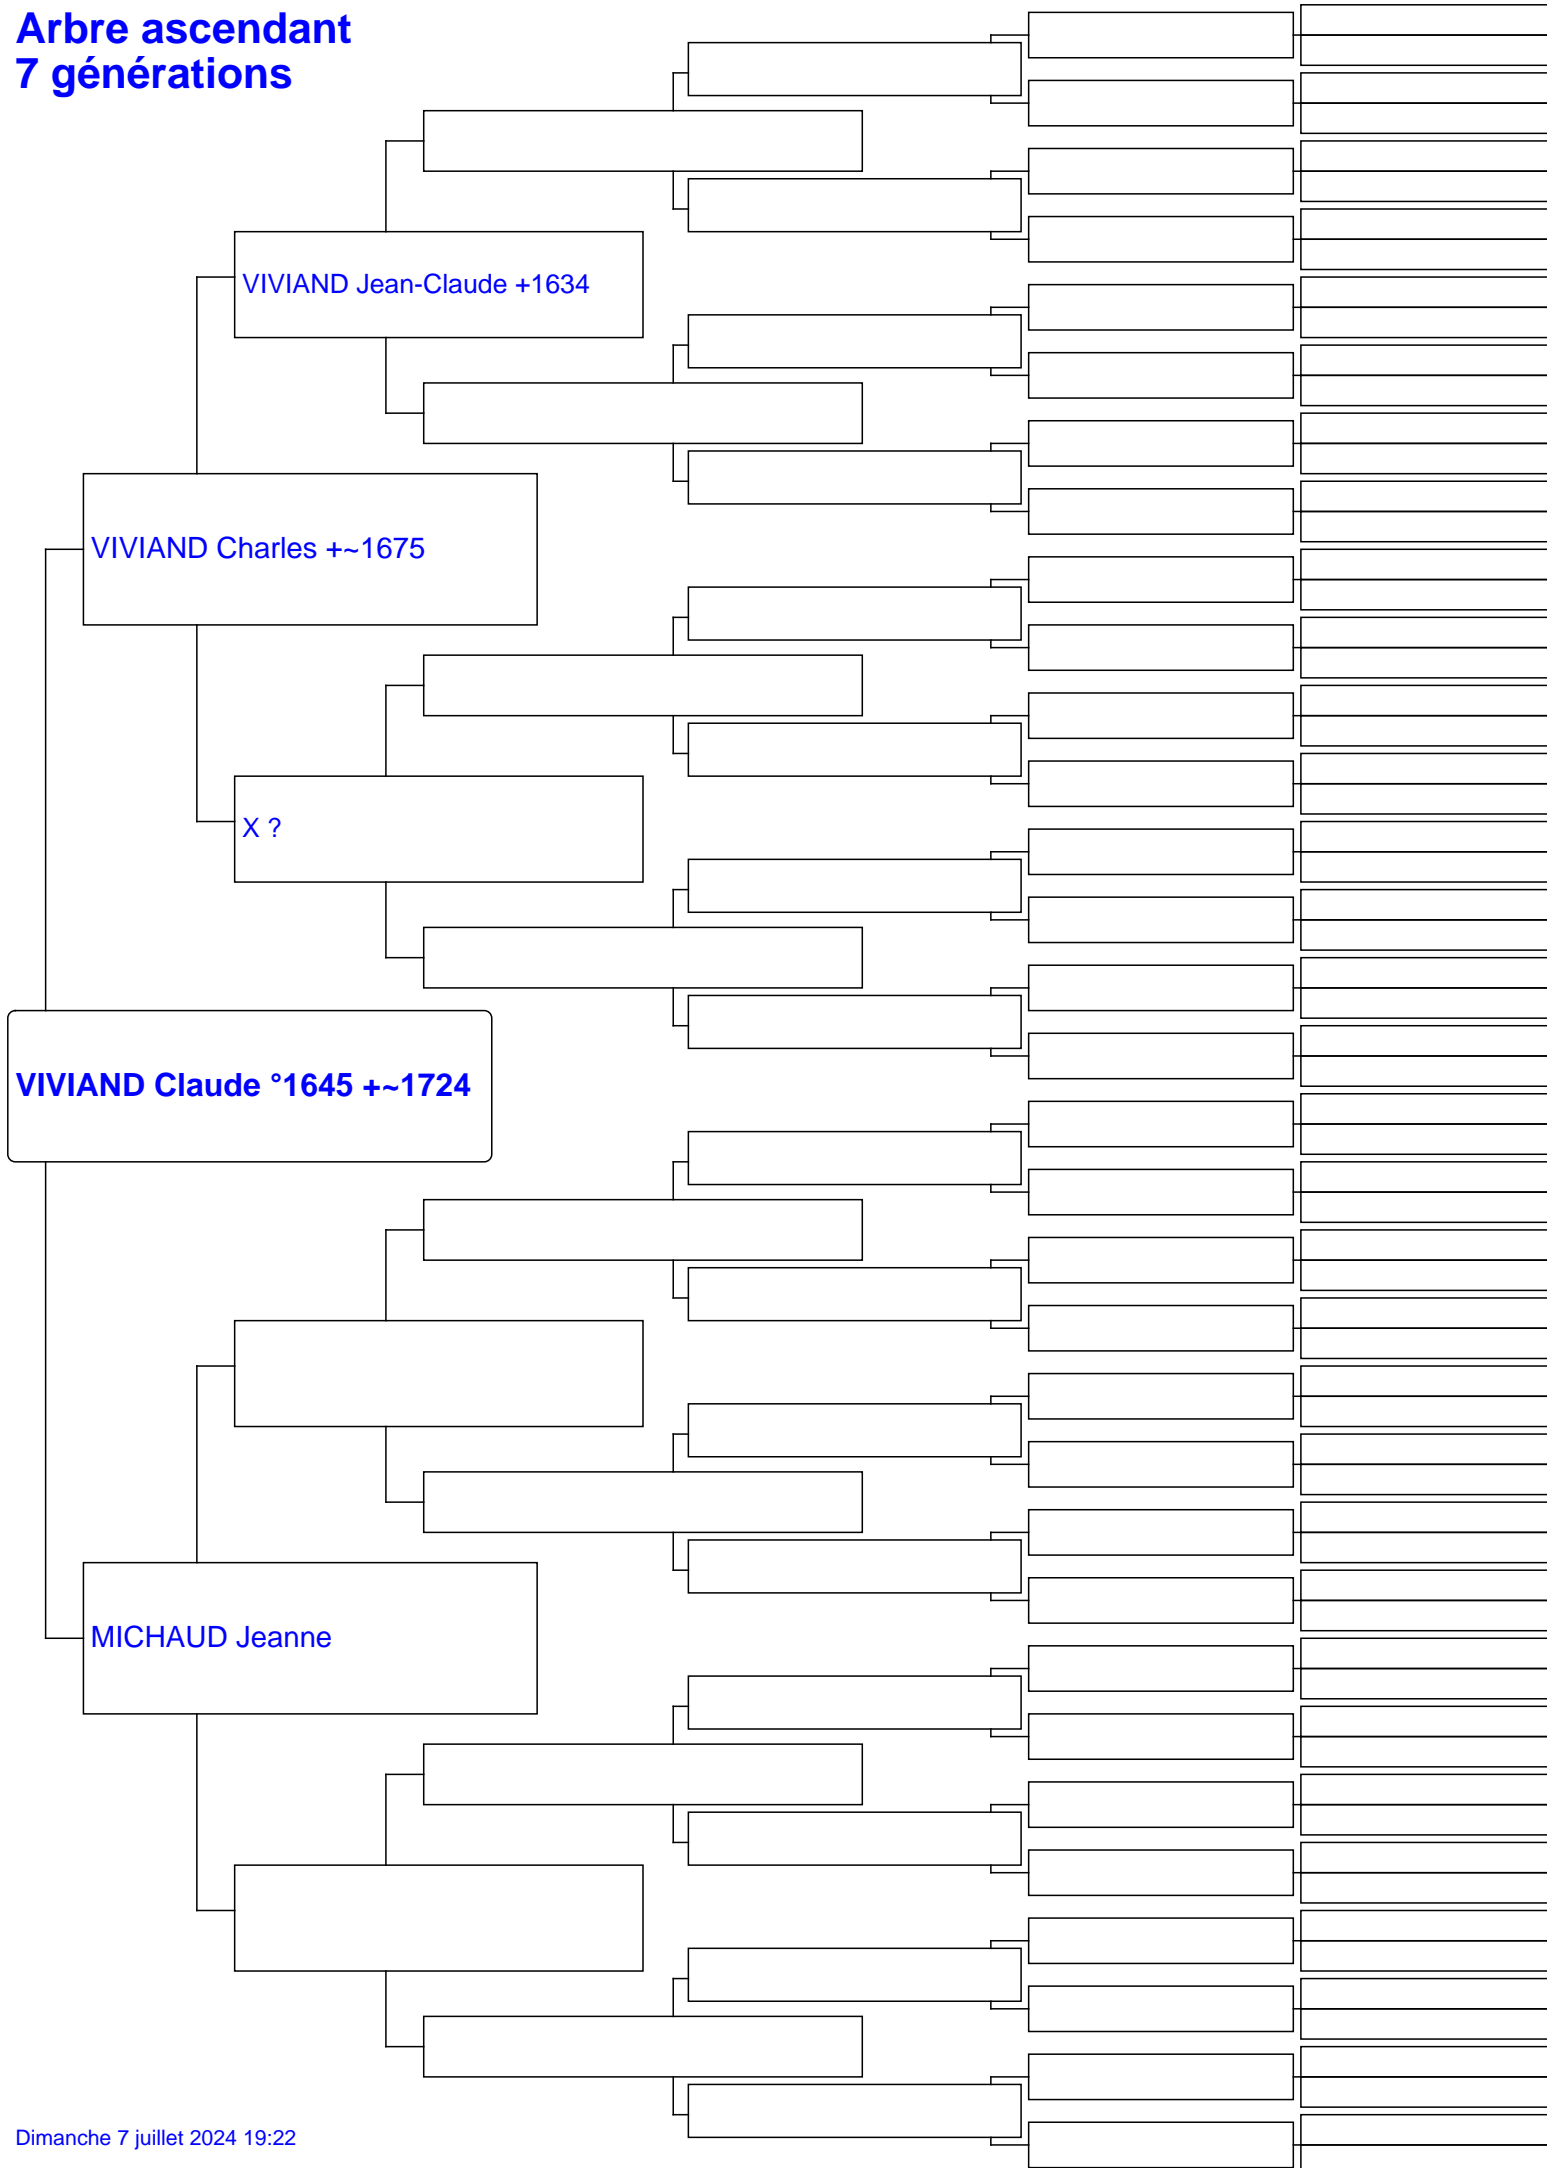 Arbre ascendant
7 générations
VIVIAND Jean-Claude +1634
VIVIAND Charles +~1675
X ?
VIVIAND Claude °1645 +~1724
MICHAUD Jeanne
Dimanche 7 juillet 2024 19:22